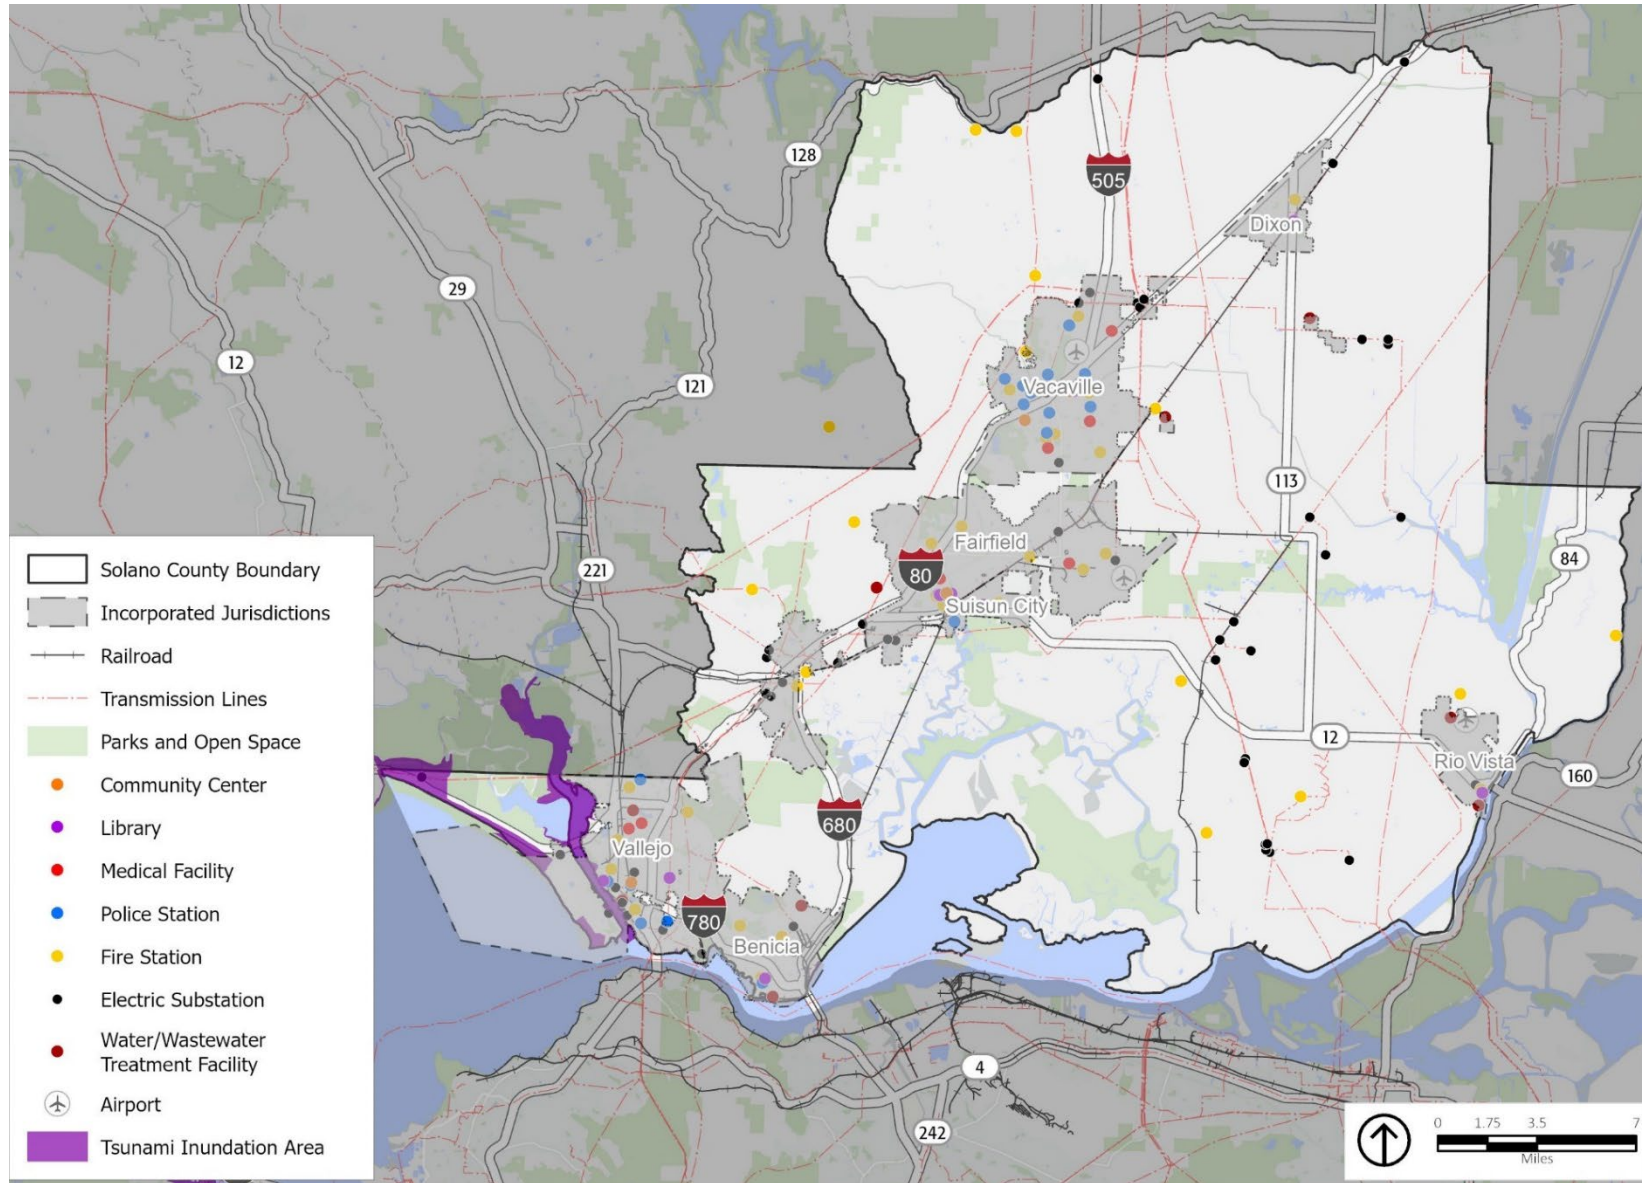 505
128
Dixon
29
12
121
Vacaville
113
Fairfield
80
84
221
Suisun City
12
Rio Vista
160
680
Vallejo
780
Benicia
4
242
Solano County Boundary
Incorporated Jurisdictions
Railroad
Transmission Lines
Parks and Open Space
Community Center
Library
Medical Facility
Police Station
Fire Station
Electric Substation
Water/Wastewater
Treatment Facility
Airport
Tsunami Inundation Area
0 1.75 3.5 7
Miles